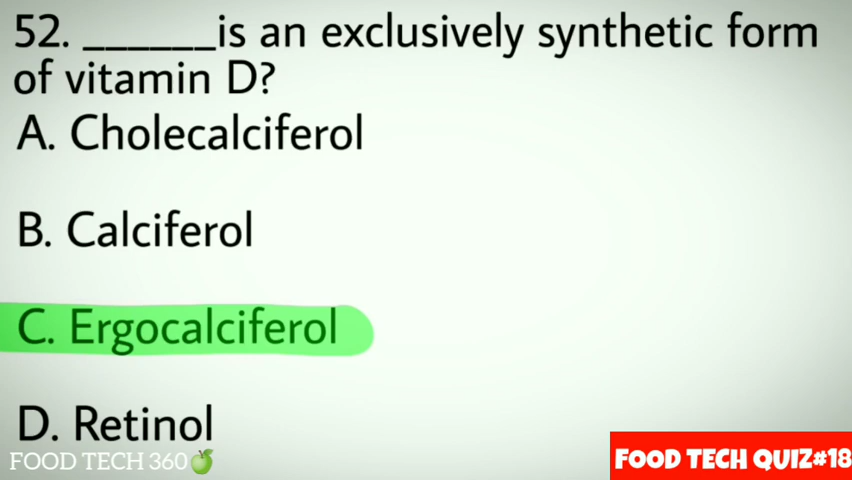 52. ______is an exclusively synthetic form
of vitamin D?
A. Cholecalciferol
B. Calciferol
C. Ergocalciferol
D. Retinol
FOOD TECH 360
FOOD TECH QUIZ#18